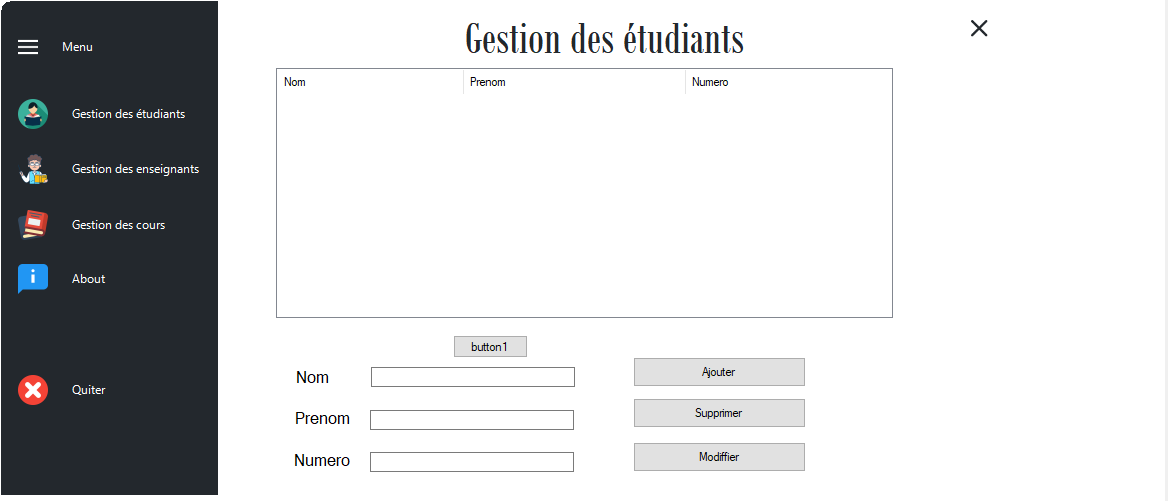 Menu
Gestion des étudiants
Gestion des enseignants
Gestion des cours
About
Quiter
Gestion des étudiants
Nom Prenom Numero
button1
Nom
Prenom
Numero
Ajouter
Supprimer
Modiffier